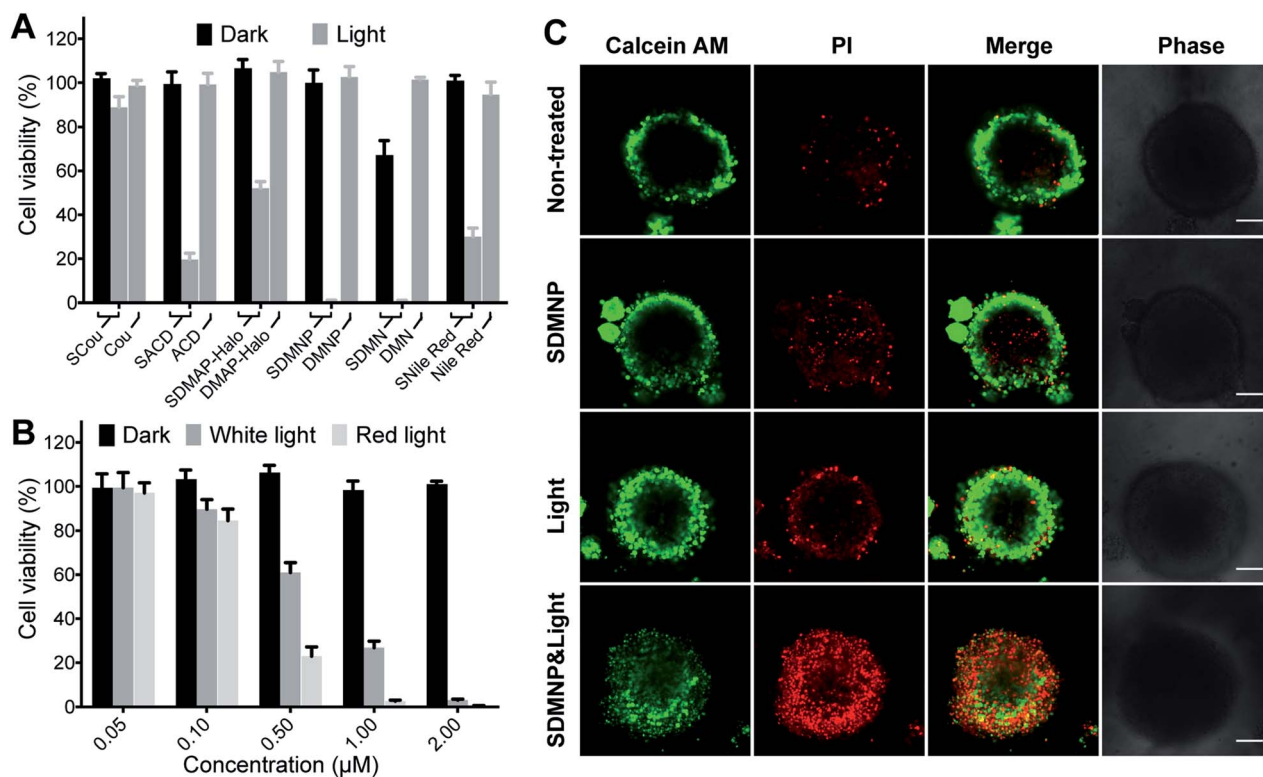 A
Dark Light
Cell viability (%)
120
100
80
60
40
20
0
SCou
Cou
SACD
ACD
SDMAP-Halo
DMAP-Halo
SDMNP
DMNP
SDMN
DMN
SNile Red
Nile Red
B
Dark White light Red light
Cell viability (%)
120
100
80
60
40
20
0
0.05
0.10
0.50
1.00
2.00
Concentration (µM)
C
Calcein AM PI Merge Phase
Non-treated
SDMNP
Light
SDMNP&Light